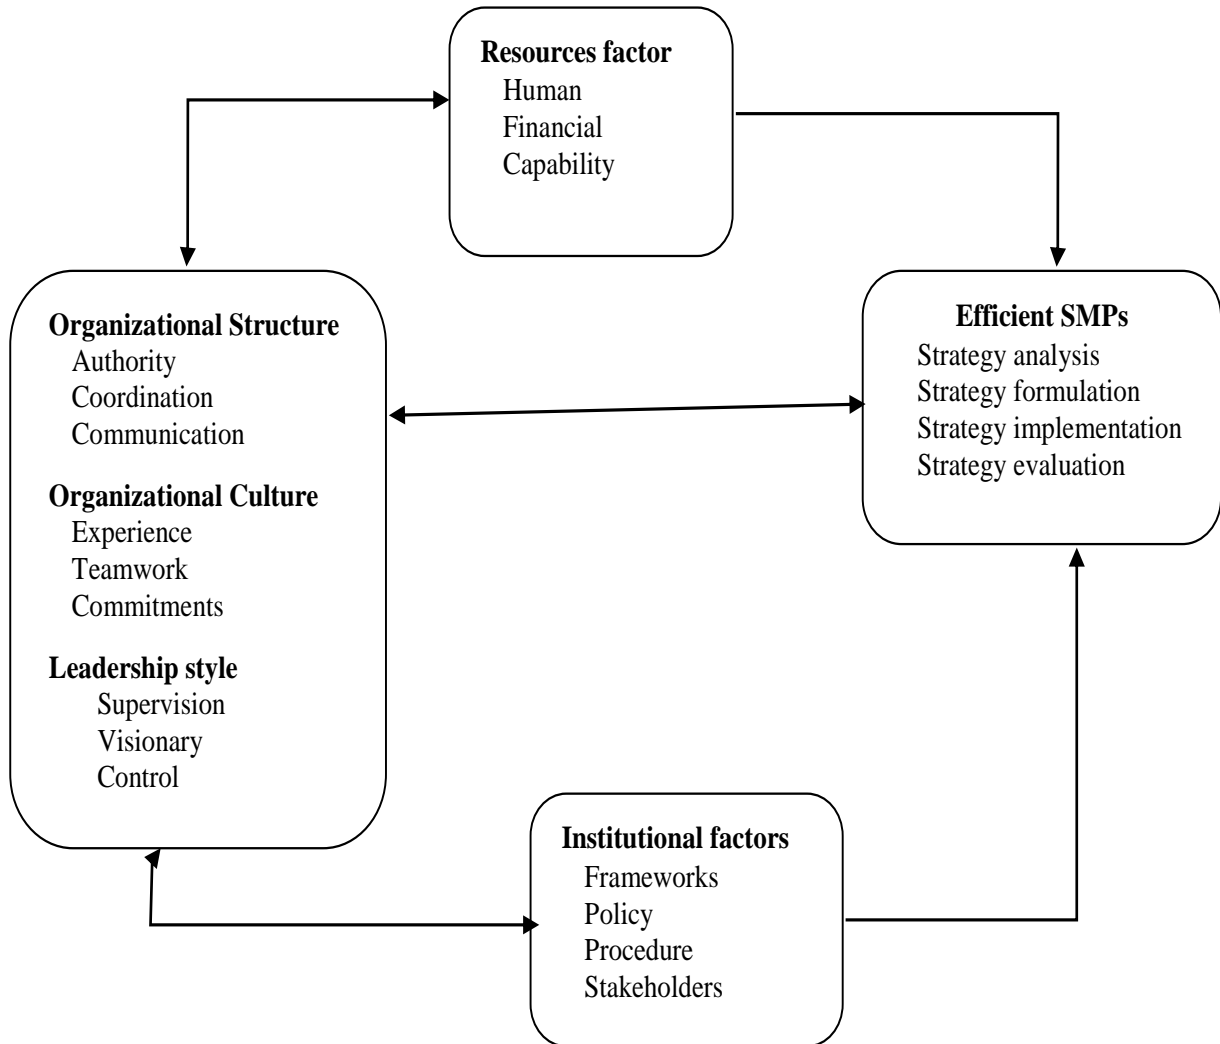 Resources factor
Human
Financial
Capability
Organizational Structure
Authority
Coordination
Communication
Organizational Culture
Experience
Teamwork
Commitments
Leadership style
Supervision
Visionary
Control
Efficient SMPs
Strategy analysis
Strategy formulation
Strategy implementation
Strategy evaluation
Institutional factors
Frameworks
Policy
Procedure
Stakeholders